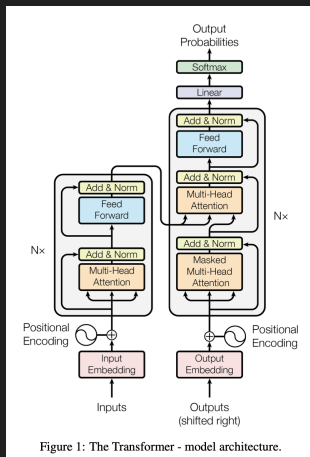 Output
Probabilities
Softmax
Linear
Add & Norm
Feed
Forward
Add & Norm
Multi-Head
Attention
Add & Norm
Masked
Multi-Head
Attention
N×
Add & Norm
Feed
Forward
N×
Add & Norm
Multi-Head
Attention
Positional
Encoding
Positional
Encoding
Input
Embedding
Output
Embedding
Inputs
Outputs
(shifted right)
Figure 1: The Transformer - model architecture.